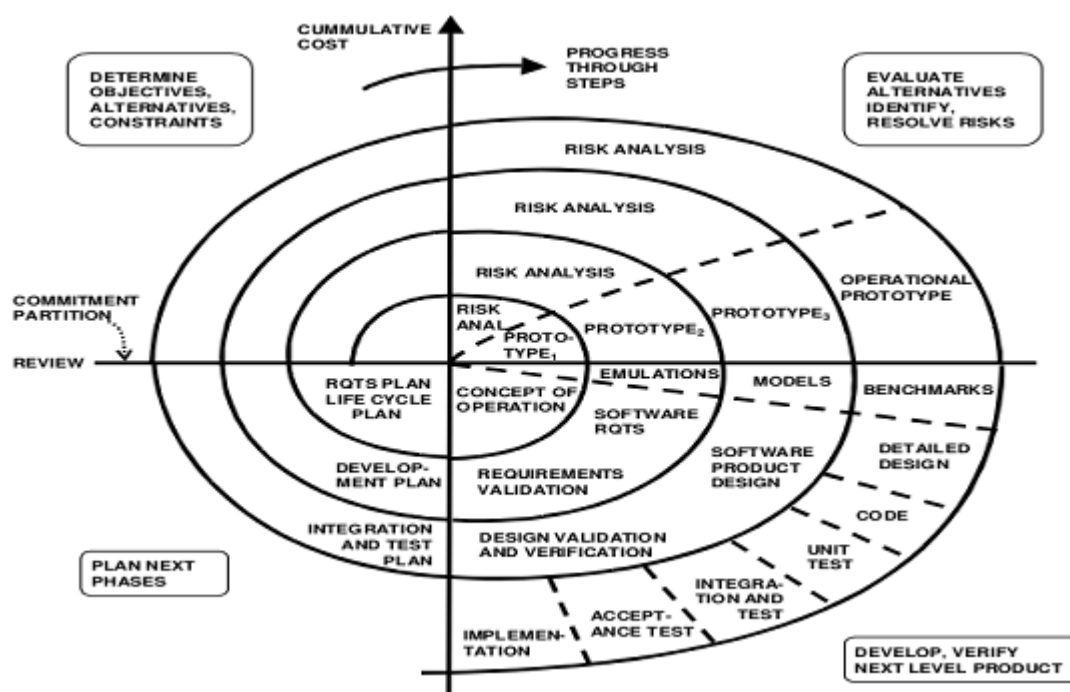 CUMMULATIVE
COST
PROGRESS
THROUGH
STEPS
DETERMINE
OBJECTIVES,
ALTERNATIVES,
CONSTRAINTS
EVALUATE
ALTERNATIVES
IDENTIFY,
RESOLVE RISKS
RISK ANALYSIS
RISK ANALYSIS
RISK ANALYSIS
RISK
ANAL.
PROTO-
TYPE1
PROTOTYPE2
PROTOTYPE3
OPERATIONAL
PROTOTYPE
COMMITMENT
PARTITION
REVIEW
RQTS PLAN
LIFE CYCLE
PLAN
CONCEPT OF
OPERATION
EMULATIONS
MODELS
BENCHMARKS
SOFTWARE
RQTS
SOFTWARE
PRODUCT
DESIGN
DETAILED
DESIGN
DEVELOP-
MENT PLAN
REQUIREMENTS
VALIDATION
CODE
INTEGRATION
AND TEST
PLAN
DESIGN VALIDATION
AND VERIFICATION
UNIT
TEST
INTEGRA-
TION AND
TEST
ACCEPT-
ANCE TEST
IMPLEMEN-
TATION
PLAN NEXT
PHASES
DEVELOP, VERIFY
NEXT LEVEL PRODUCT